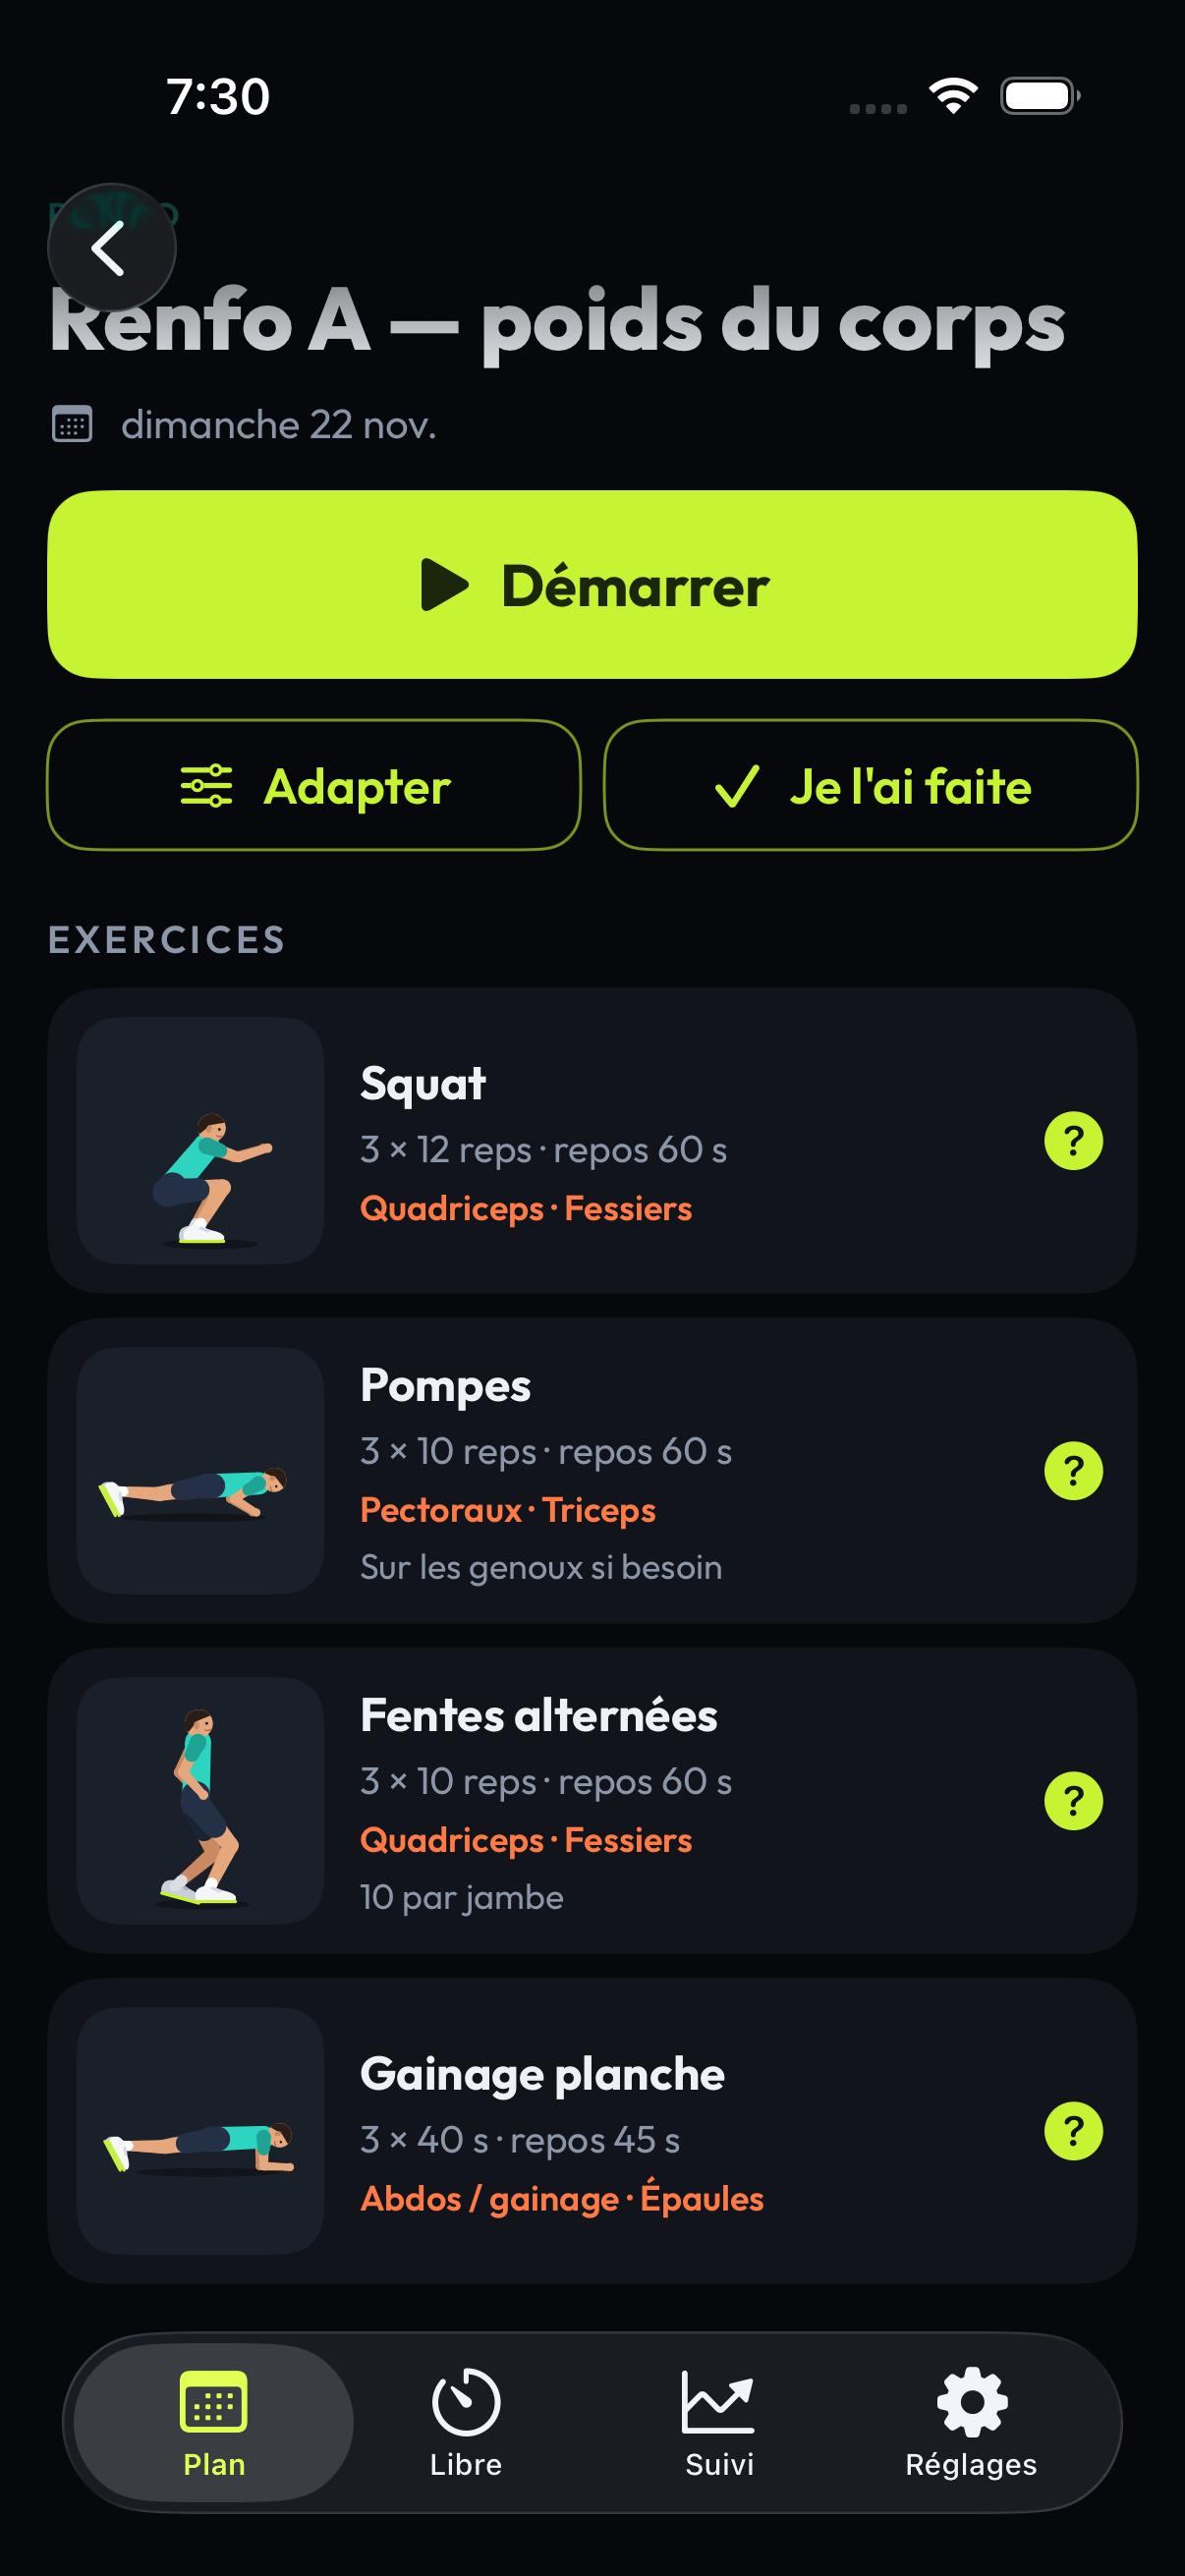 7:30
Renfo A — poids du corps
dimanche 22 nov.
Démarrer
Adapter
Je l'ai faite
EXERCICES
Squat
3 × 12 reps · repos 60 s
Quadriceps · Fessiers
?
Pompes
3 × 10 reps · repos 60 s
Pectoraux · Triceps
Sur les genoux si besoin
?
Fentes alternées
3 × 10 reps · repos 60 s
Quadriceps · Fessiers
10 par jambe
?
Gainage planche
3 × 40 s · repos 45 s
Abdos / gainage · Épaules
?
Plan
Libre
Suivi
Réglages